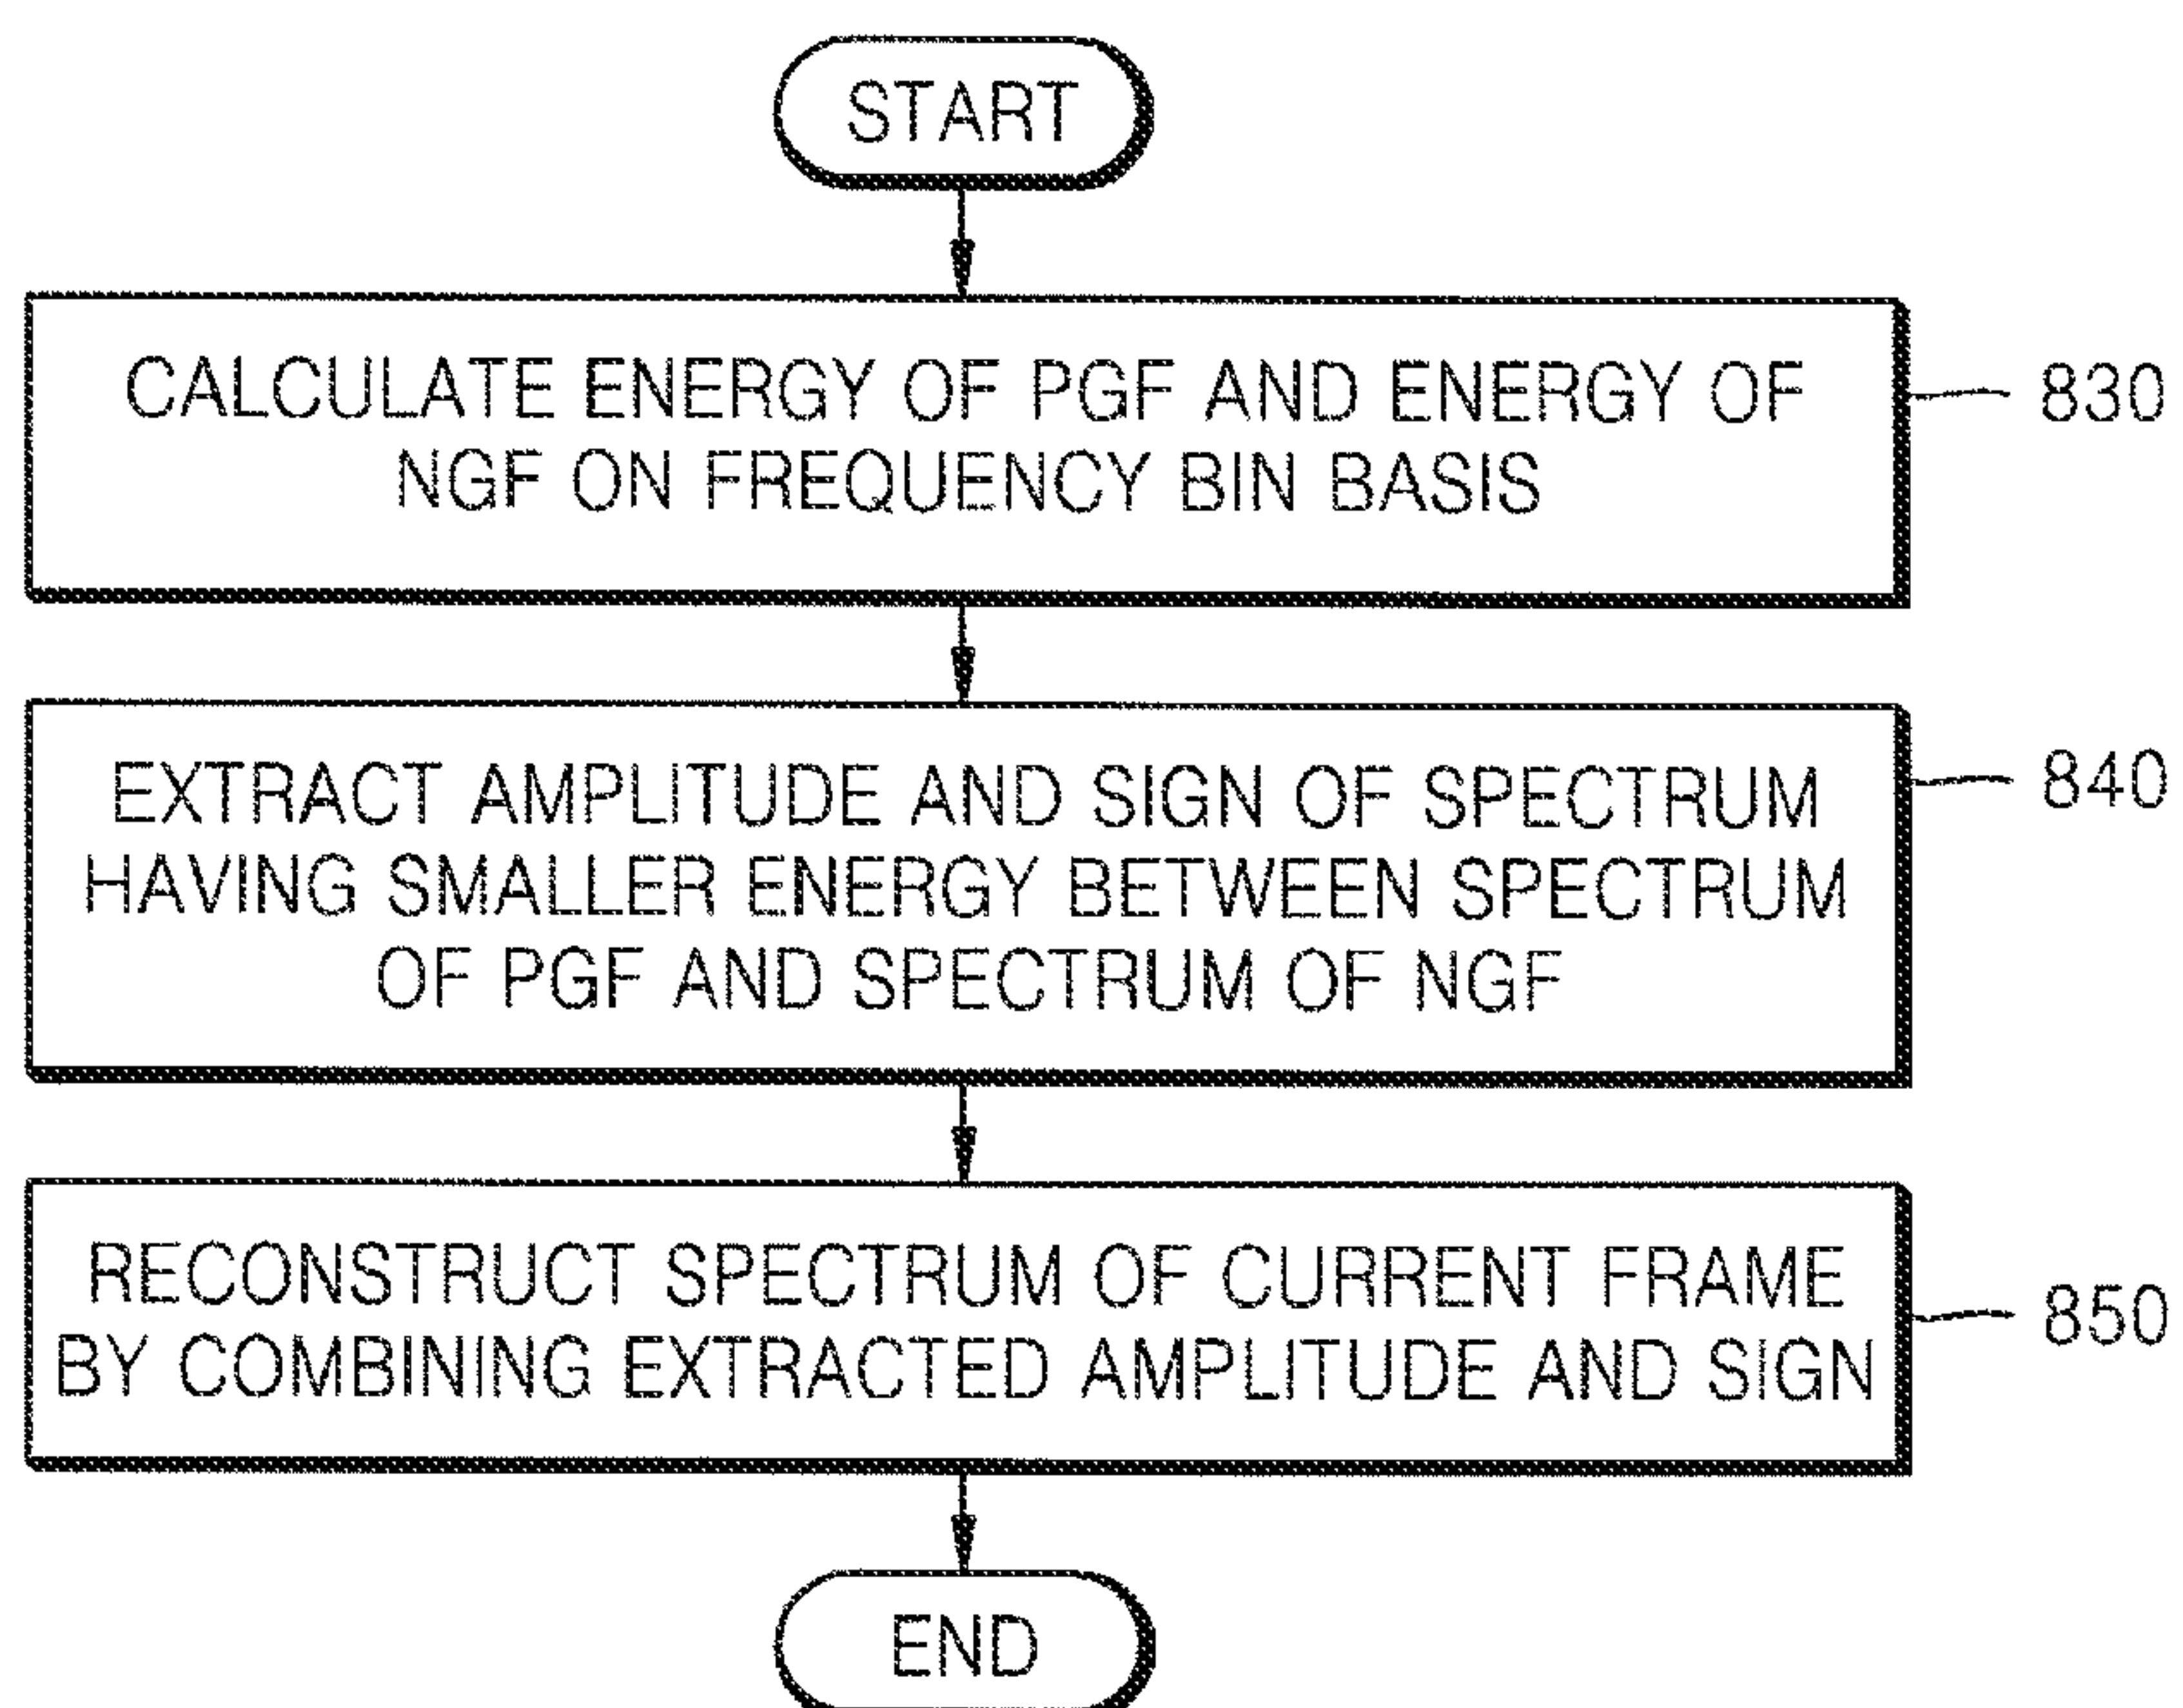 START
CALCULATE ENERGY OF PGF AND ENERGY OF
NGF ON FREQUENCY BIN BASIS
830
EXTRACT AMPLITUDE AND SIGN OF SPECTRUM
HAVING SMALLER ENERGY BETWEEN SPECTRUM
OF PGF AND SPECTRUM OF NGF
840
RECONSTRUCT SPECTRUM OF CURRENT FRAME
BY COMBINING EXTRACTED AMPLITUDE AND SIGN
850
END